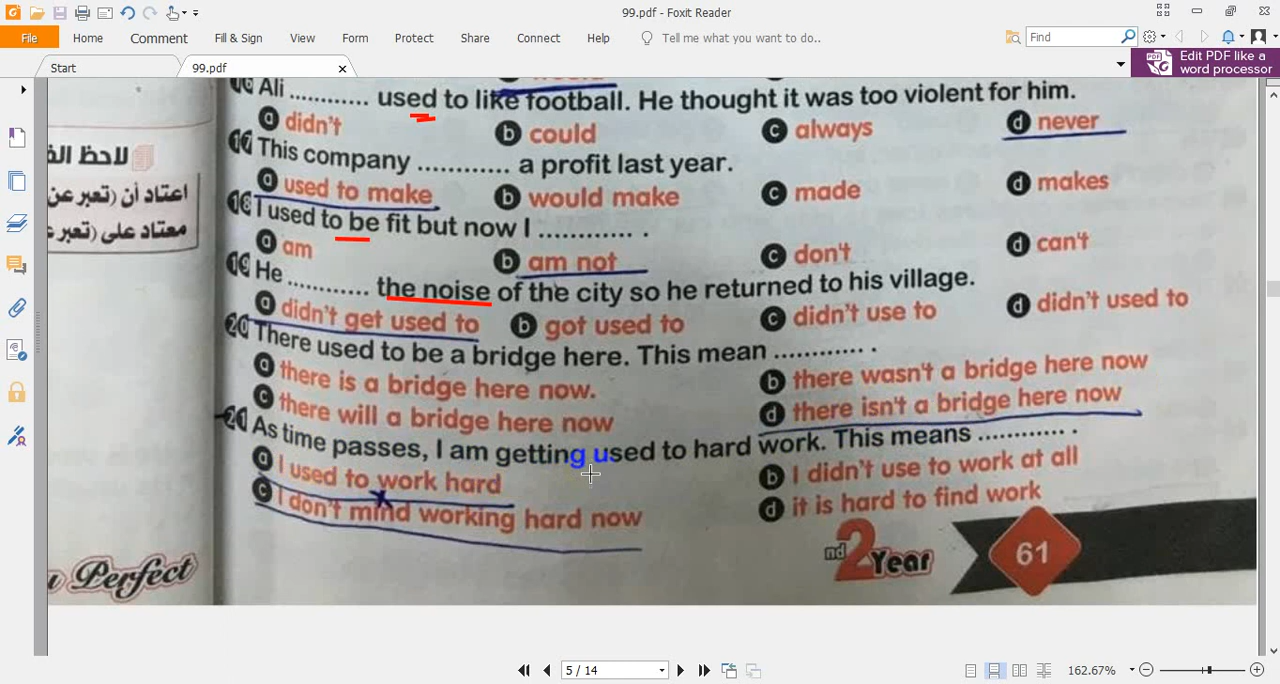 99.pdf - Foxit Reader
File Home Comment Fill & Sign View Form Protect Share Connect Help Tell me what you want to do.. Find
Start 99.pdf Edit PDF like a word processor
16 Ali ............ used to like football. He thought it was too violent for him.
a didn't b could c always d never
17 This company ............ a profit last year.
a used to make b would make c made d makes
18 I used to be fit but now I ............ .
a am b am not c don't d can't
19 He ............ the noise of the city so he returned to his village.
a didn't get used to b got used to c didn't use to d didn't used to
20 There used to be a bridge here. This mean ............ .
a there is a bridge here now. b there wasn't a bridge here now
c there will a bridge here now d there isn't a bridge here now
21 As time passes, I am getting used to hard work. This means ............ .
a I used to work hard b I didn't use to work at all
c I don't mind working hard now d it is hard to find work
لاحظ
اعتاد أن (تعبر عن
معتاد على (تعبر
Perfect
2nd Year 61
5 / 14 162.67%